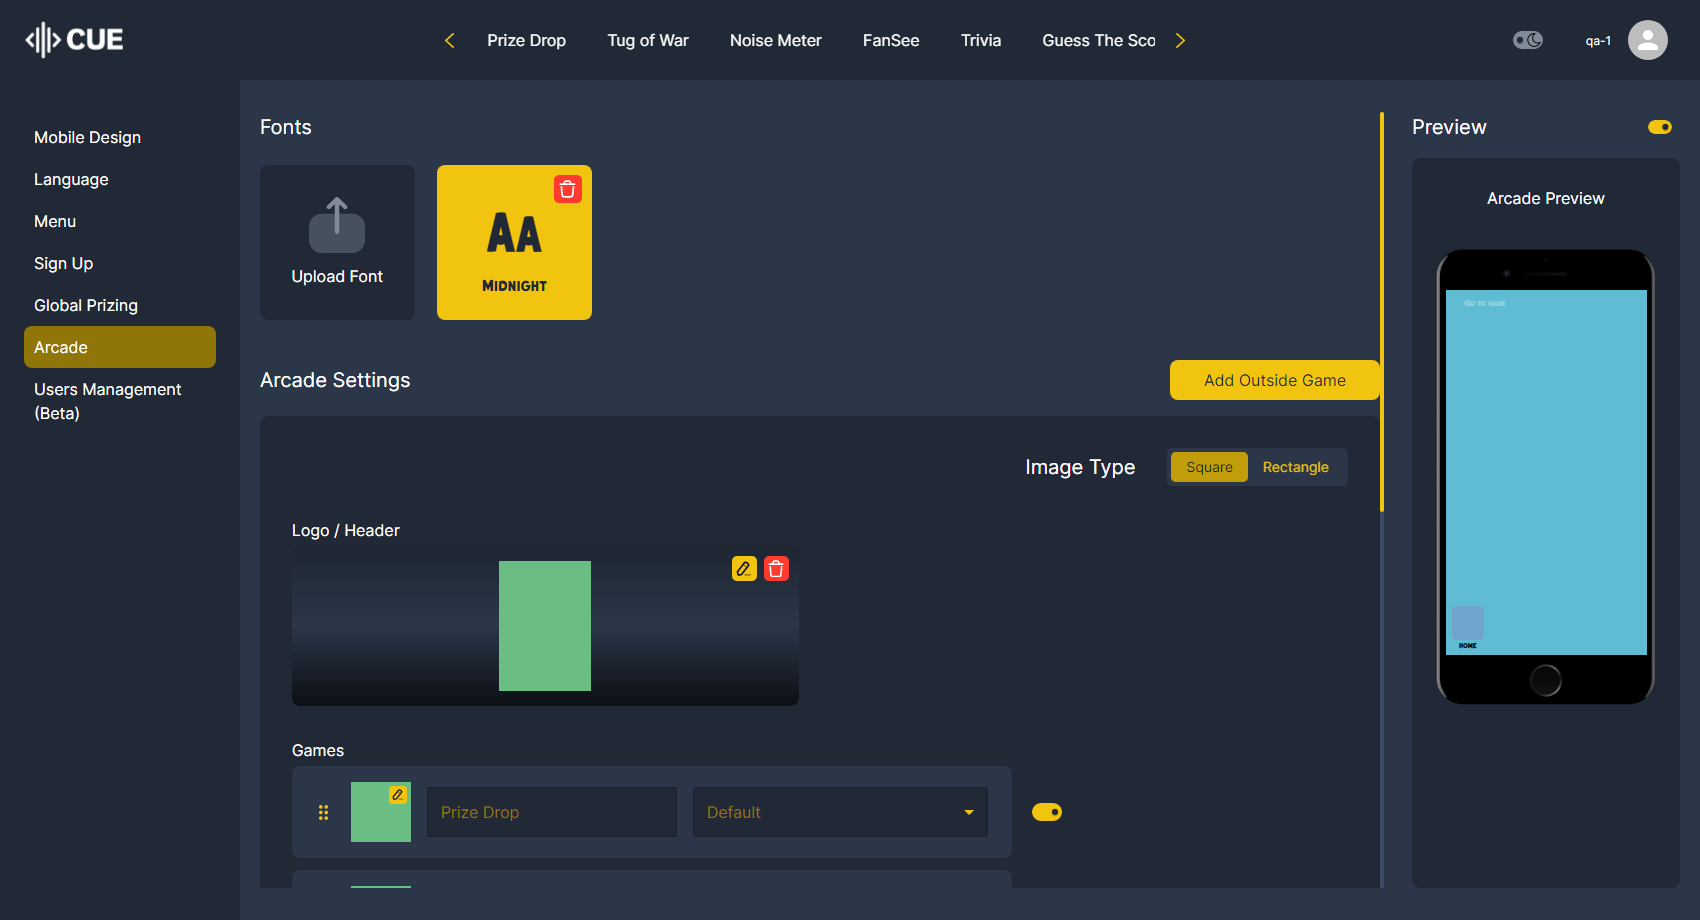 CUE
Prize Drop
Tug of War
Noise Meter
FanSee
Trivia
Guess The Sco
qa-1
Mobile Design
Language
Menu
Sign Up
Global Prizing
Arcade
Users Management
(Beta)
Fonts
Upload Font
AA
MIDNIGHT
Arcade Settings
Add Outside Game
Image Type
Square
Rectangle
Logo / Header
Games
Prize Drop
Default
Preview
Arcade Preview
GO TO GAME
HOME